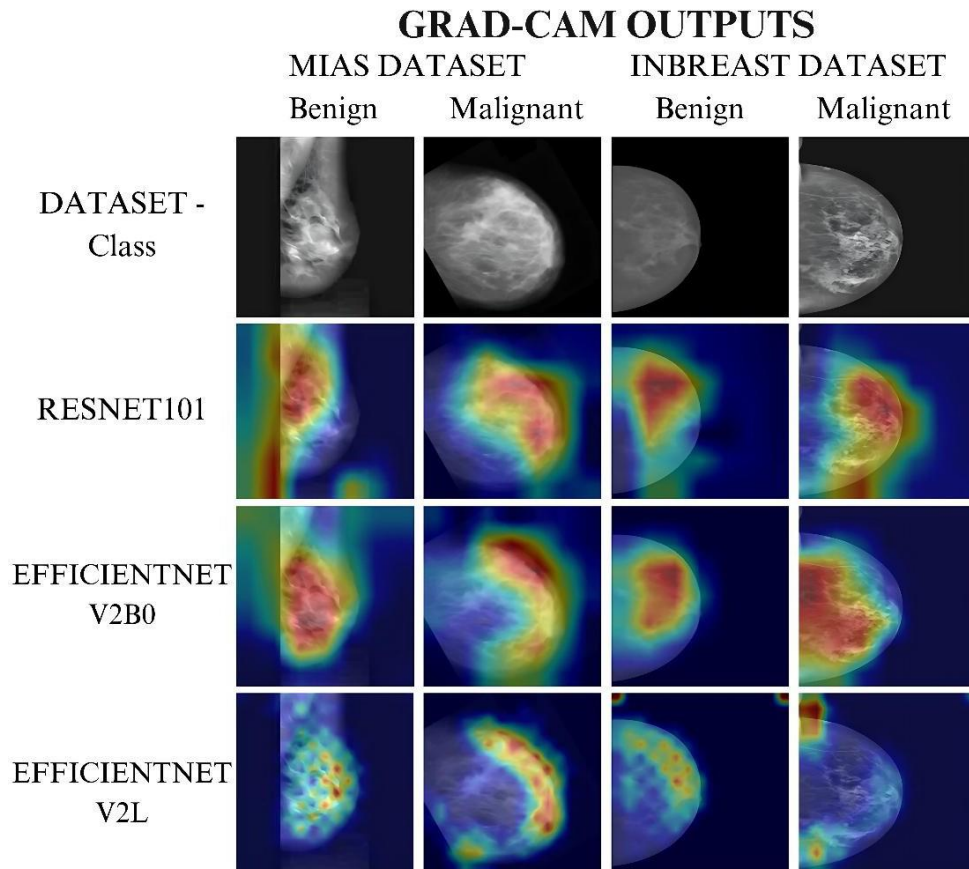 GRAD-CAM OUTPUTS
MIAS DATASET INBREAST DATASET
Benign Malignant Benign Malignant
DATASET -
Class
RESNET101
EFFICIENTNET
V2B0
EFFICIENTNET
V2L